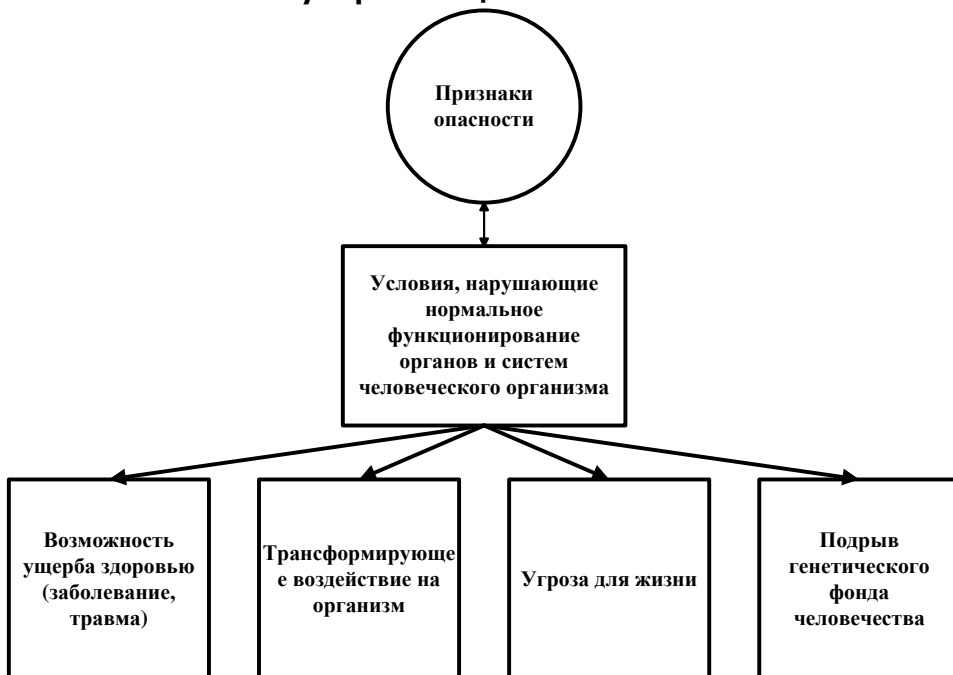 Признаки
опасности
Условия, нарушающие
нормальное
функционирование
органов и систем
человеческого организма
Возможность
ущерба здоровью
(заболевание,
травма)
Трансформирующе
е воздействие на
организм
Угроза для жизни
Подрыв
генетического
фонда
человечества